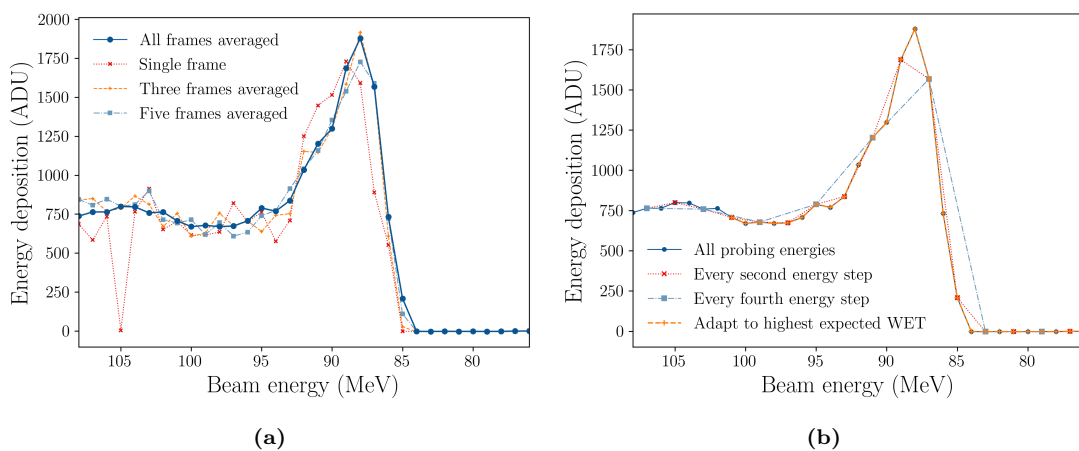 2000
1750
1500
1250
1000
750
500
250
0
Energy deposition (ADU)
All frames averaged
Single frame
Three frames averaged
Five frames averaged
105 100 95 90 85 80
Beam energy (MeV)
(a)
1750
1500
1250
1000
750
500
250
0
Energy deposition (ADU)
All probing energies
Every second energy step
Every fourth energy step
Adapt to highest expected WET
105 100 95 90 85 80
Beam energy (MeV)
(b)